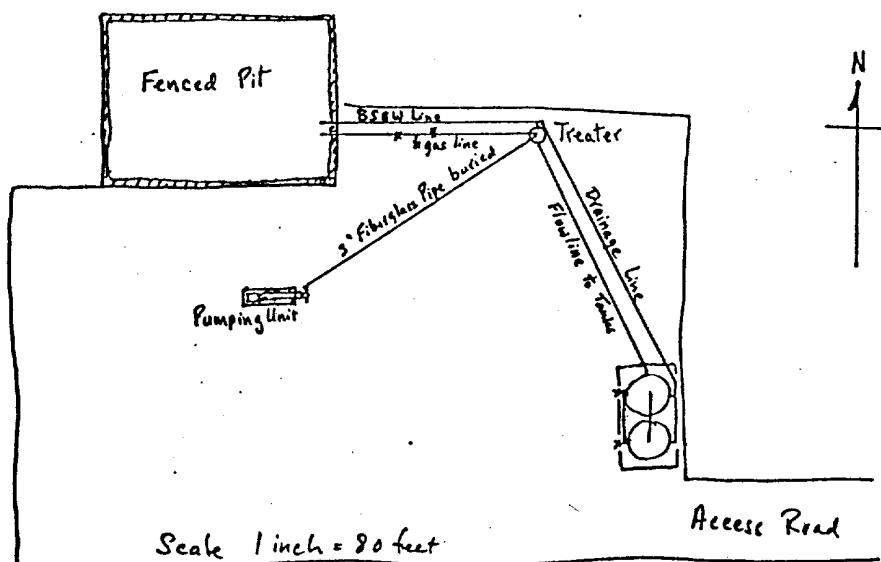 Fenced Pit
N
BS&W Line
gas line
Treater
3" Fiberglass Pipe buried
Drainage Line
Flowline to Tanks
Pumping Unit
Access Road
Scale 1 inch = 80 feet